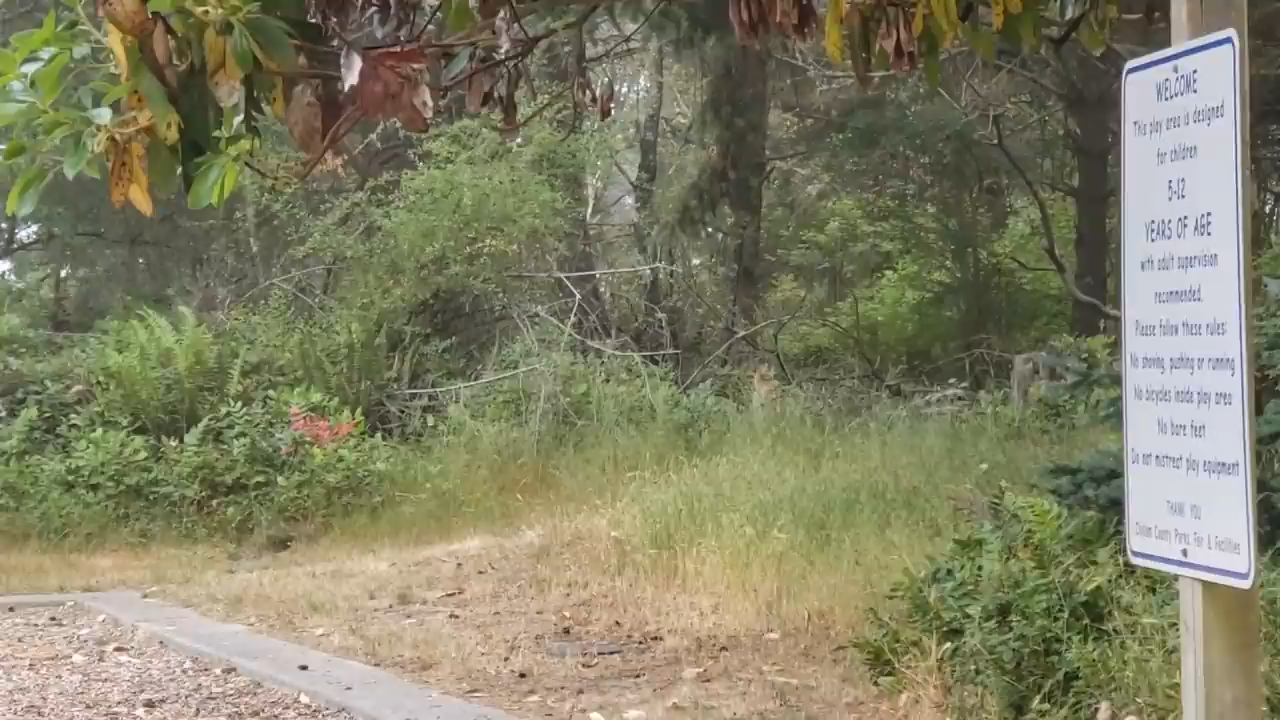 WELCOME
This play area is designed
for children
5-12
YEARS OF AGE
with adult supervision
recommended.
Please follow these rules:
No shoving, pushing or running
No bicycles inside play area
No bare feet
Do not mistreat play equipment
THANK YOU
Clallam County Parks, Fair & Facilities